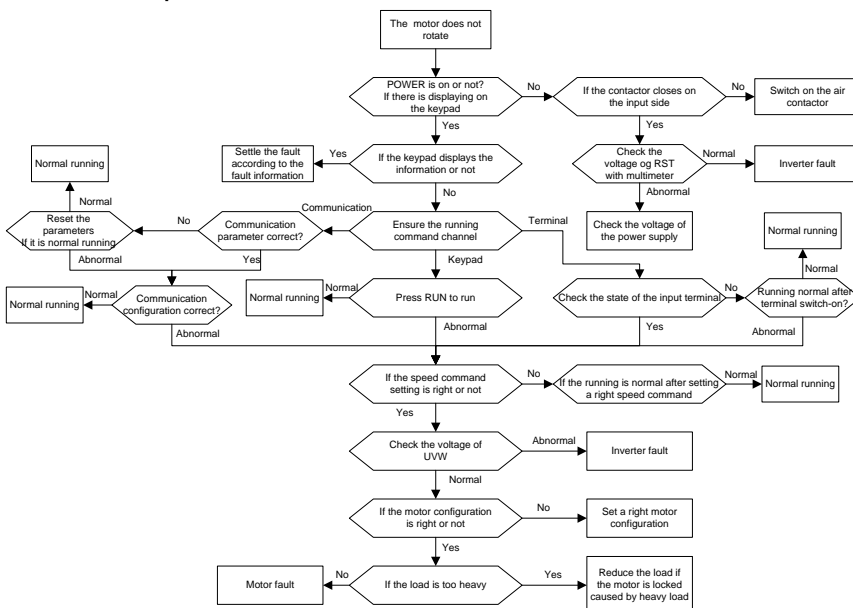 The motor does not
rotate
POWER is on or not?
If there is displaying on
the keypad
No
If the contactor closes on
the input side
No
Switch on the air
contactor
Yes
Yes
Settle the fault
according to the
fault information
Yes
If the keypad displays the
information or not
Check the
voltage og RST
with multimeter
Normal
Inverter fault
Normal running
No
Abnormal
Normal
Communication
Terminal
Reset the
parameters
If it is normal running
No
Communication
parameter correct?
Ensure the running
command channel
Check the voltage of
the power supply
Normal running
Abnormal
Yes
Keypad
Normal
Normal running
Normal
Communication
configuration correct?
Normal running
Normal
Press RUN to run
Check the state of the input terminal
No
Running normal after
terminal switch-on?
Abnormal
Abnormal
Yes
Abnormal
If the speed command
setting is right or not
No
If the running is normal after setting
a right speed command
Normal
Normal running
Yes
Check the voltage of
UVW
Abnormal
Inverter fault
Normal
If the motor configuration
is right or not
No
Set a right motor
configuration
Yes
Motor fault
No
If the load is too heavy
Yes
Reduce the load if
the motor is locked
caused by heavy load